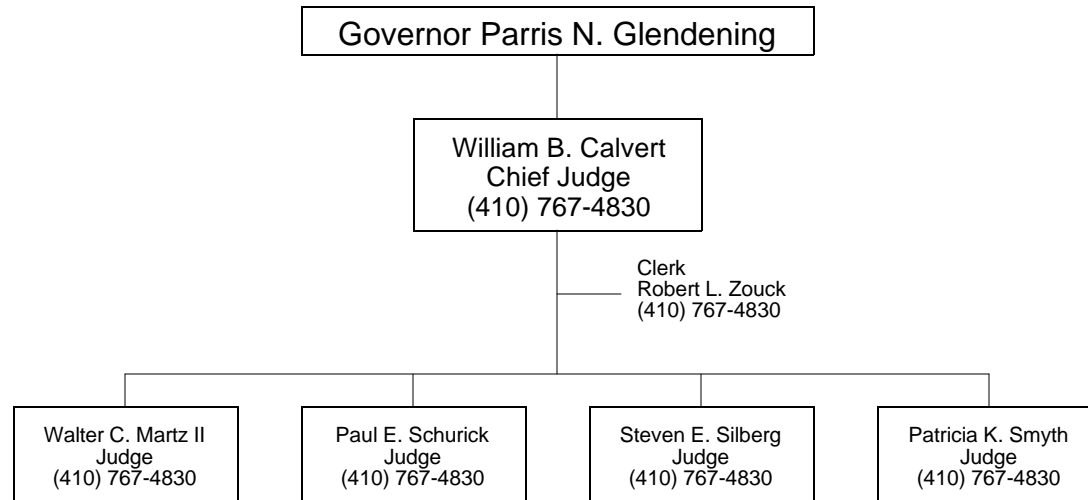 Governor Parris N. Glendening
William B. Calvert
Chief Judge
(410) 767-4830
Clerk
Robert L. Zouck
(410) 767-4830
Walter C. Martz II
Judge
(410) 767-4830
Paul E. Schurick
Judge
(410) 767-4830
Steven E. Silberg
Judge
(410) 767-4830
Patricia K. Smyth
Judge
(410) 767-4830